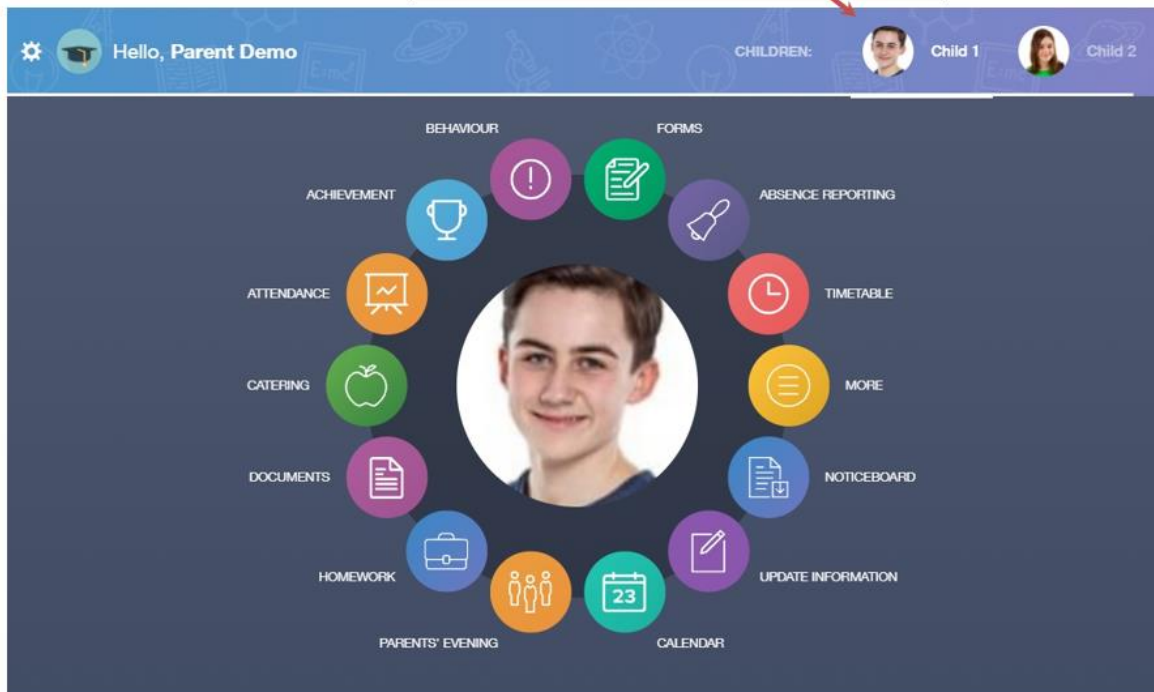 Hello, Parent Demo
CHILDREN:
Child 1
Child 2
E=mc²
BEHAVIOUR
FORMS
ACHIEVEMENT
ABSENCE REPORTING
ATTENDANCE
TIMETABLE
CATERING
MORE
DOCUMENTS
NOTICEBOARD
HOMEWORK
UPDATE INFORMATION
23
PARENTS' EVENING
CALENDAR